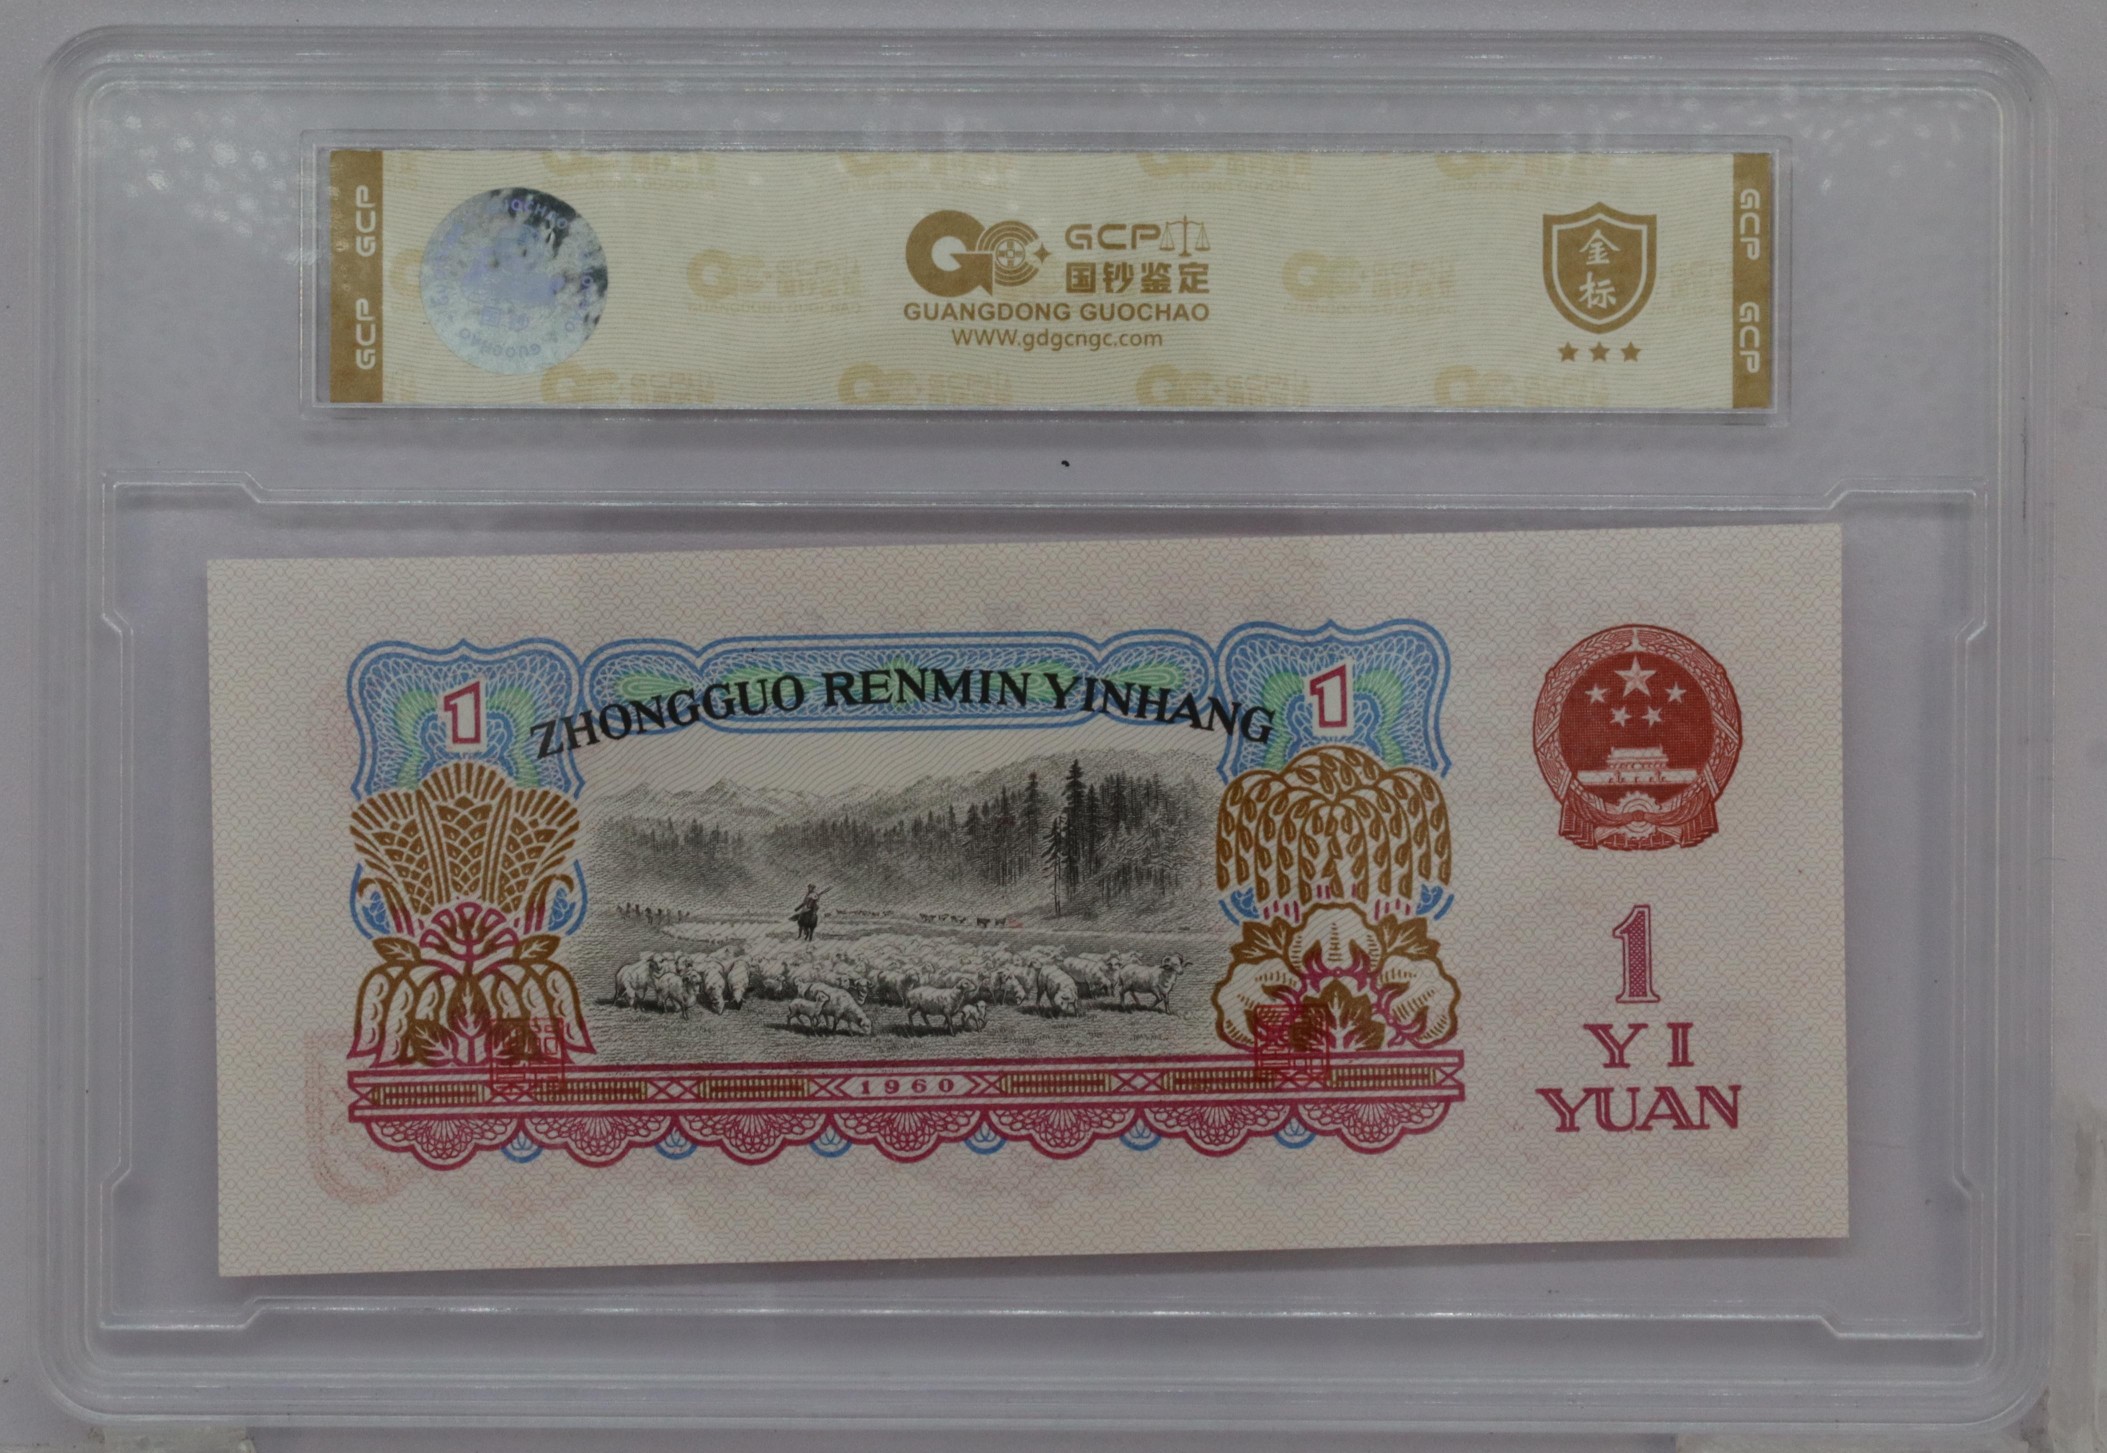 GCP GCP
GCP
国钞鉴定
GUANGDONG GUOCHAO
WWW.gdgcngc.com
金标
GCP GCP
1
ZHONGGUO RENMIN YINHANG
1
1960
1
YI
YUAN